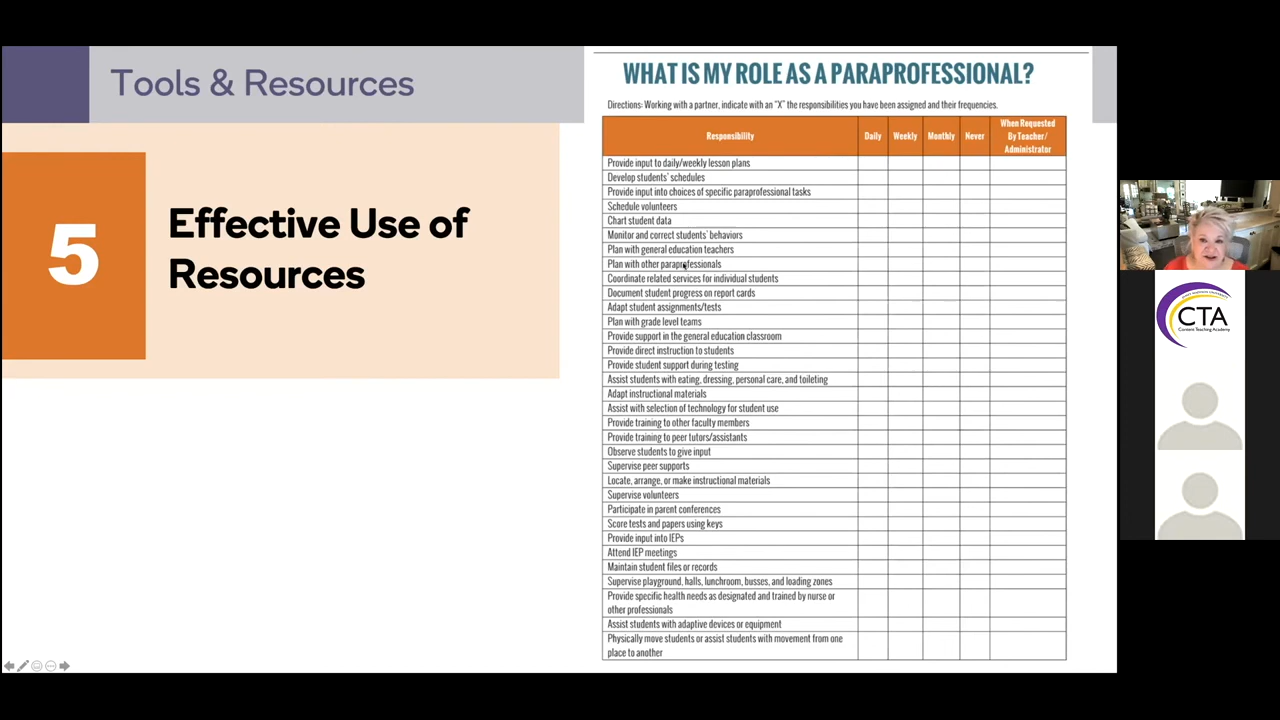 Tools & Resources
5
Effective Use of
Resources
WHAT IS MY ROLE AS A PARAPROFESSIONAL?
Directions: Working with a partner, indicate with an "X" the responsibilities you have been assigned and their frequencies.
Responsibility Daily Weekly Monthly Never When Requested By Teacher/ Administrator
Provide input to daily/weekly lesson plans
Develop students' schedules
Provide input into choices of specific paraprofessional tasks
Schedule volunteers
Chart student data
Monitor and correct students' behaviors
Plan with general education teachers
Plan with other paraprofessionals
Coordinate related services for individual students
Document student progress on report cards
Adapt student assignments/tests
Plan with grade level teams
Provide support in the general education classroom
Provide direct instruction to students
Provide student support during testing
Assist students with eating, dressing, personal care, and toileting
Adapt instructional materials
Assist with selection of technology for student use
Provide training to other faculty members
Provide training to peer tutors/assistants
Observe students to give input
Supervise peer supports
Locate, arrange, or make instructional materials
Supervise volunteers
Participate in parent conferences
Score tests and papers using keys
Provide input into IEPs
Attend IEP meetings
Maintain student files or records
Supervise playground, halls, lunchroom, busses, and loading zones
Provide specific health needs as designated and trained by nurse or
other professionals
Assist students with adaptive devices or equipment
Physically move students or assist students with movement from one
place to another
CTA
Content Teaching Academy